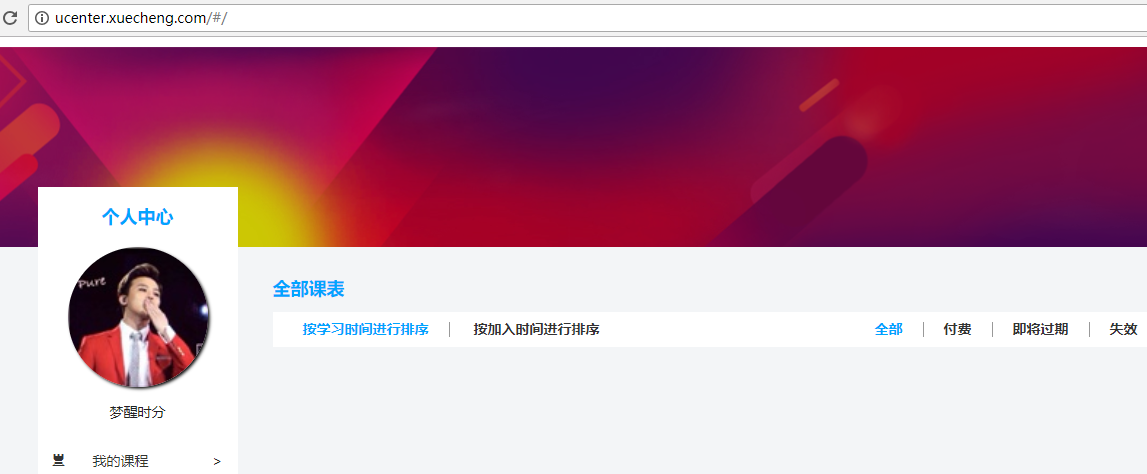 ucenter.xuecheng.com/#/
个人中心
Pure
梦醒时分
我的课程 >
全部课表
按学习时间进行排序 | 按加入时间进行排序 全部 | 付费 | 即将过期 | 失效